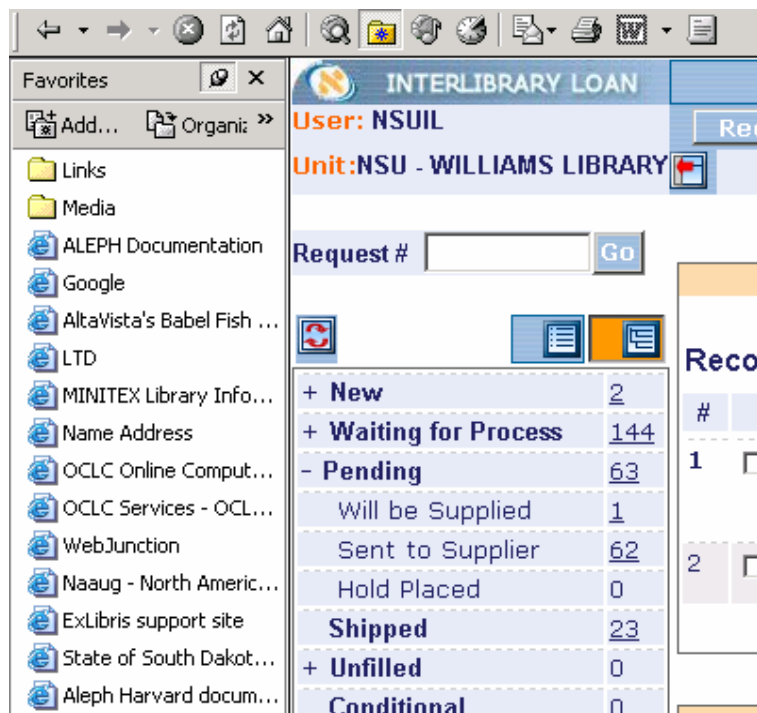 Favorites
Add... Organi: »
Links
Media
ALEPH Documentation
Google
AltaVista's Babel Fish ...
LTD
MINITEX Library Info...
Name Address
OCLC Online Comput...
OCLC Services - OCL...
WebJunction
Naaug - North Americ...
ExLibris support site
State of South Dakot...
Aleph Harvard docum...
INTERLIBRARY LOAN
User: NSUIL
Unit:NSU - WILLIAMS LIBRARY
Request # Go
+ New 2
+ Waiting for Process 144
- Pending 63
Will be Supplied 1
Sent to Supplier 62
Hold Placed 0
Shipped 23
+ Unfilled 0
Conditional 0
Rec
Reco
#
1
2